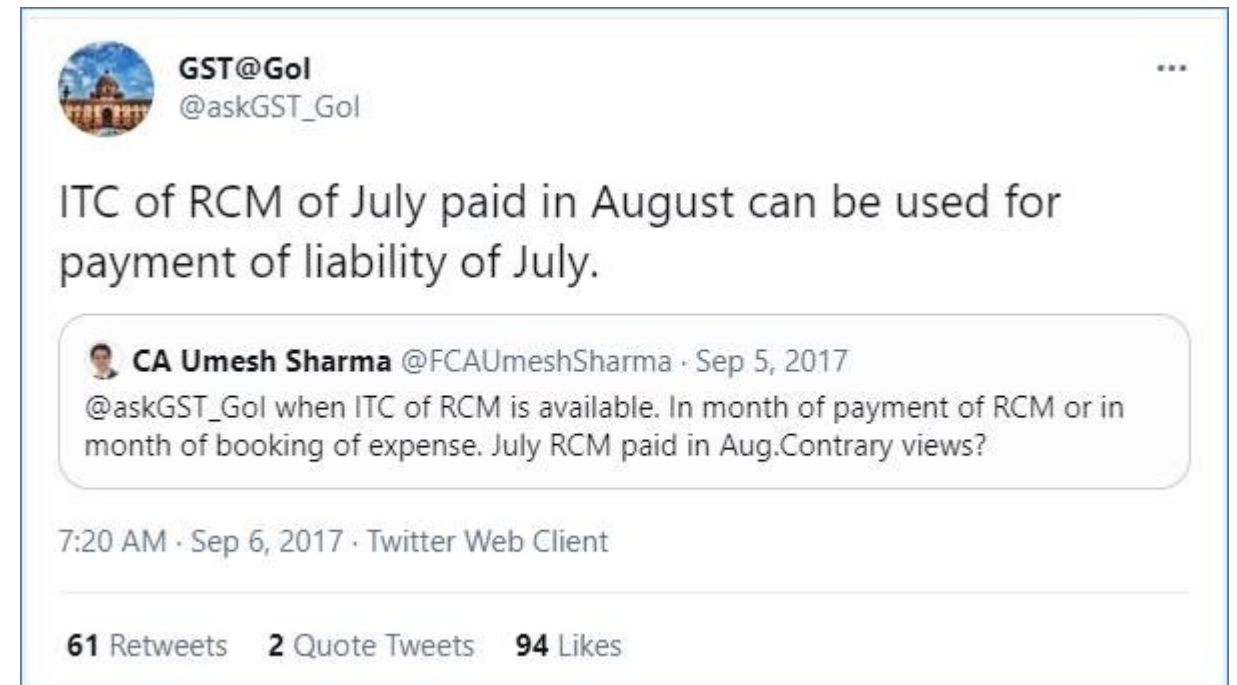 GST@GoI
@askGST_GoI
ITC of RCM of July paid in August can be used for
payment of liability of July.
CA Umesh Sharma @FCAUmeshSharma · Sep 5, 2017
@askGST_GoI when ITC of RCM is available. In month of payment of RCM or in
month of booking of expense. July RCM paid in Aug.Contrary views?
7:20 AM · Sep 6, 2017 · Twitter Web Client
61 Retweets 2 Quote Tweets 94 Likes